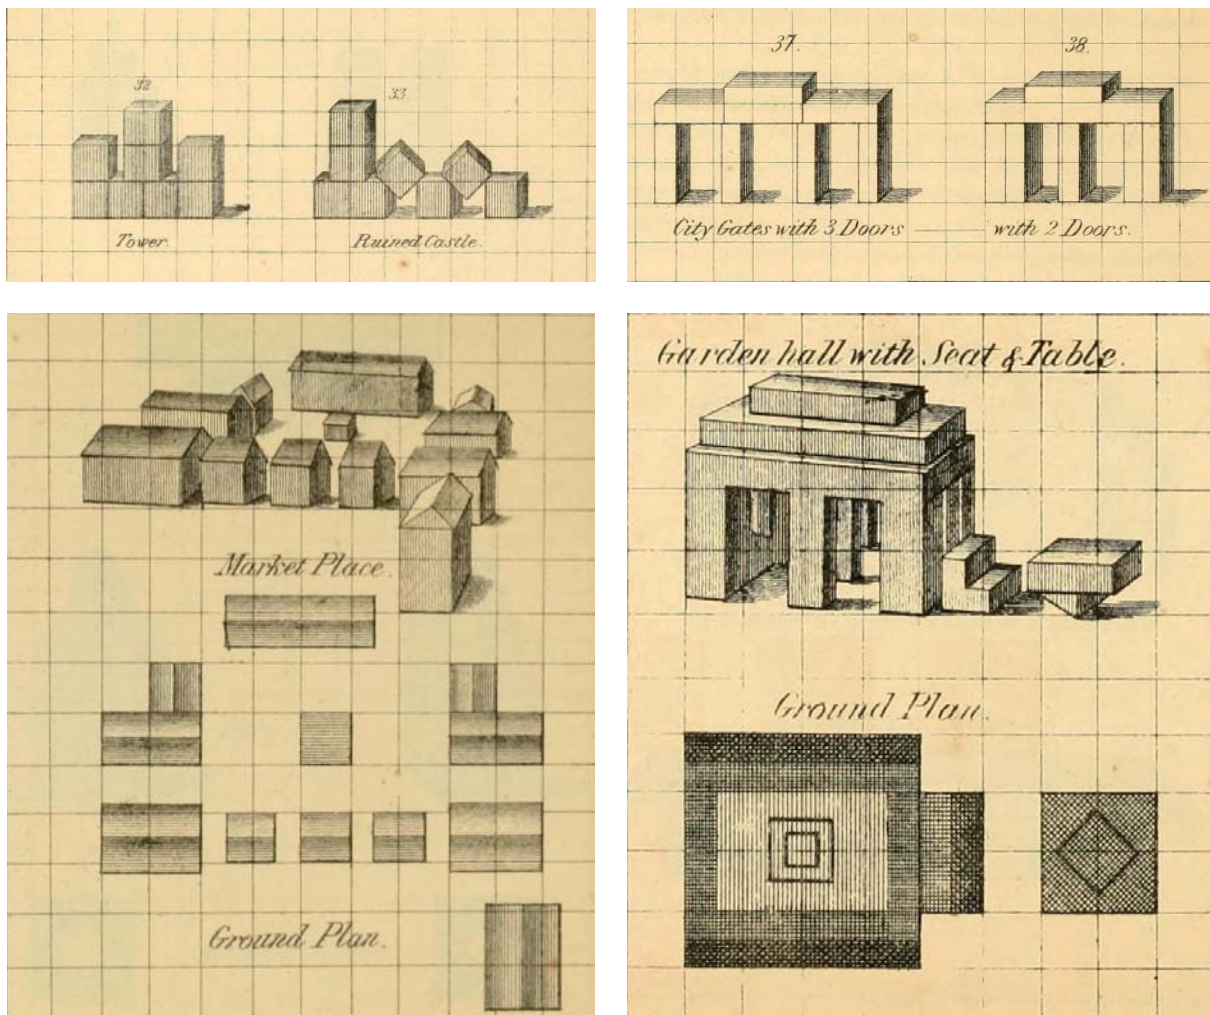 32
33.
Tower.
Ruined Castle.
37.
38.
City Gates with 3 Doors —— with 2 Doors.
Market Place.
Ground Plan.
Garden hall with Seat & Table.
Ground Plan.